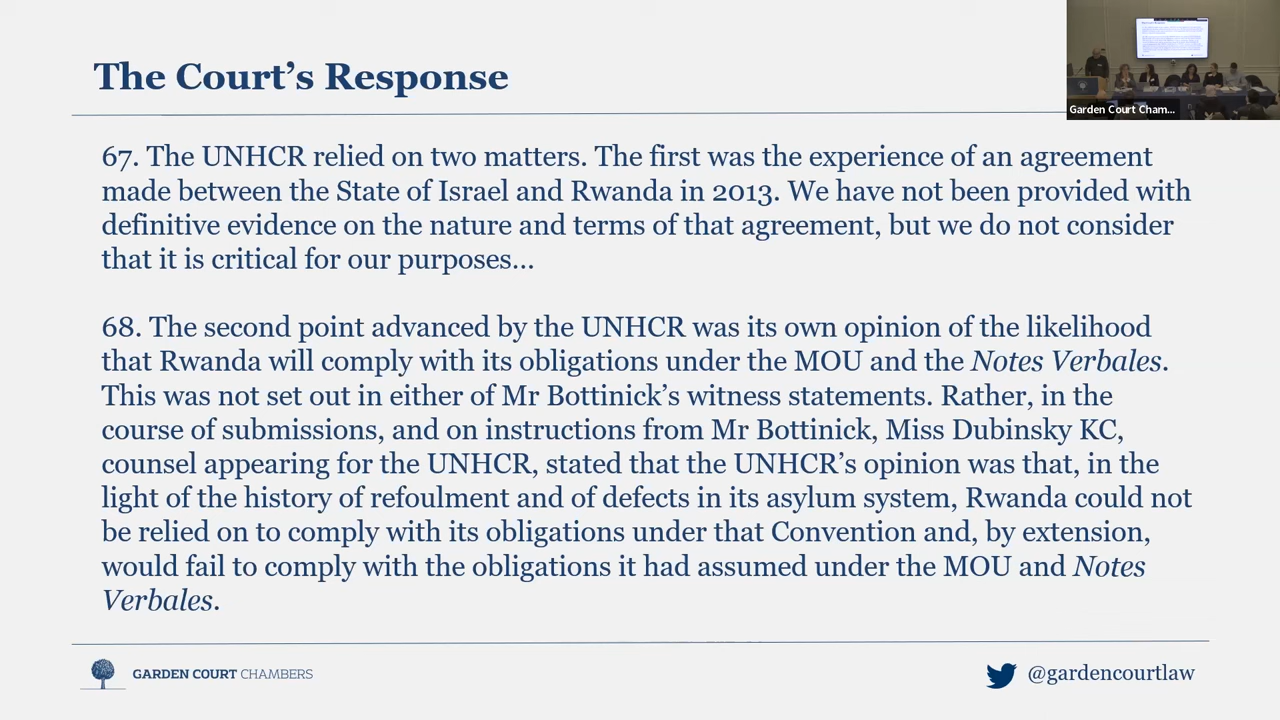 The Court's Response
Garden Court Cham...
67. The UNHCR relied on two matters. The first was the experience of an agreement
made between the State of Israel and Rwanda in 2013. We have not been provided with
definitive evidence on the nature and terms of that agreement, but we do not consider
that it is critical for our purposes...
68. The second point advanced by the UNHCR was its own opinion of the likelihood
that Rwanda will comply with its obligations under the MOU and the Notes Verbales.
This was not set out in either of Mr Bottinick's witness statements. Rather, in the
course of submissions, and on instructions from Mr Bottinick, Miss Dubinsky KC,
counsel appearing for the UNHCR, stated that the UNHCR's opinion was that, in the
light of the history of refoulment and of defects in its asylum system, Rwanda could not
be relied on to comply with its obligations under that Convention and, by extension,
would fail to comply with the obligations it had assumed under the MOU and Notes
Verbales.
GARDEN COURT CHAMBERS
@gardencourtlaw